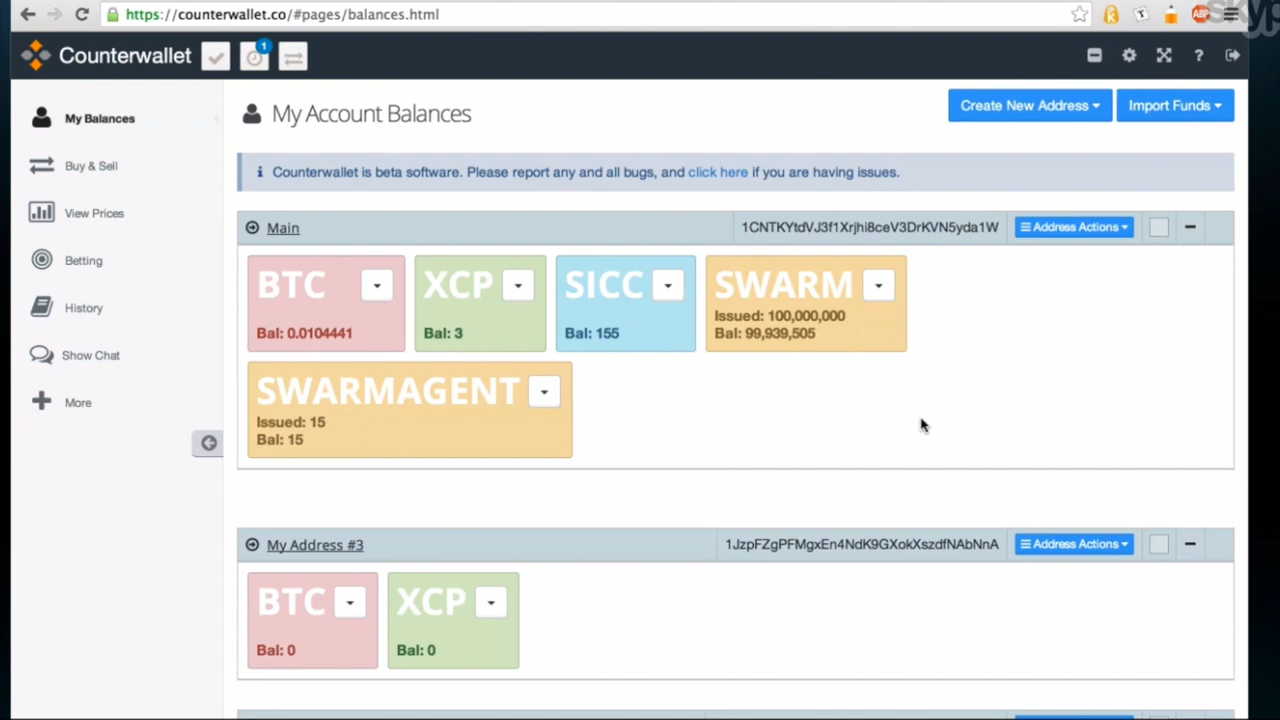 https://counterwallet.co/#pages/balances.html
ABP
skyp
Counterwallet
1
?
My Balances
Buy & Sell
View Prices
Betting
History
Show Chat
More
My Account Balances
Create New Address
Import Funds
Counterwallet is beta software. Please report any and all bugs, and click here if you are having issues.
Main
1CNTKYtdVJ3f1Xrjhi8ceV3DrKVN5yda1W
Address Actions
BTC
Bal: 0.0104441
XCP
Bal: 3
SICC
Bal: 155
SWARM
Issued: 100,000,000
Bal: 99,939,505
SWARMAGENT
Issued: 15
Bal: 15
My Address #3
1JzpFZgPFMgxEn4NdK9GXokXszdfNAbNnA
Address Actions
BTC
Bal: 0
XCP
Bal: 0